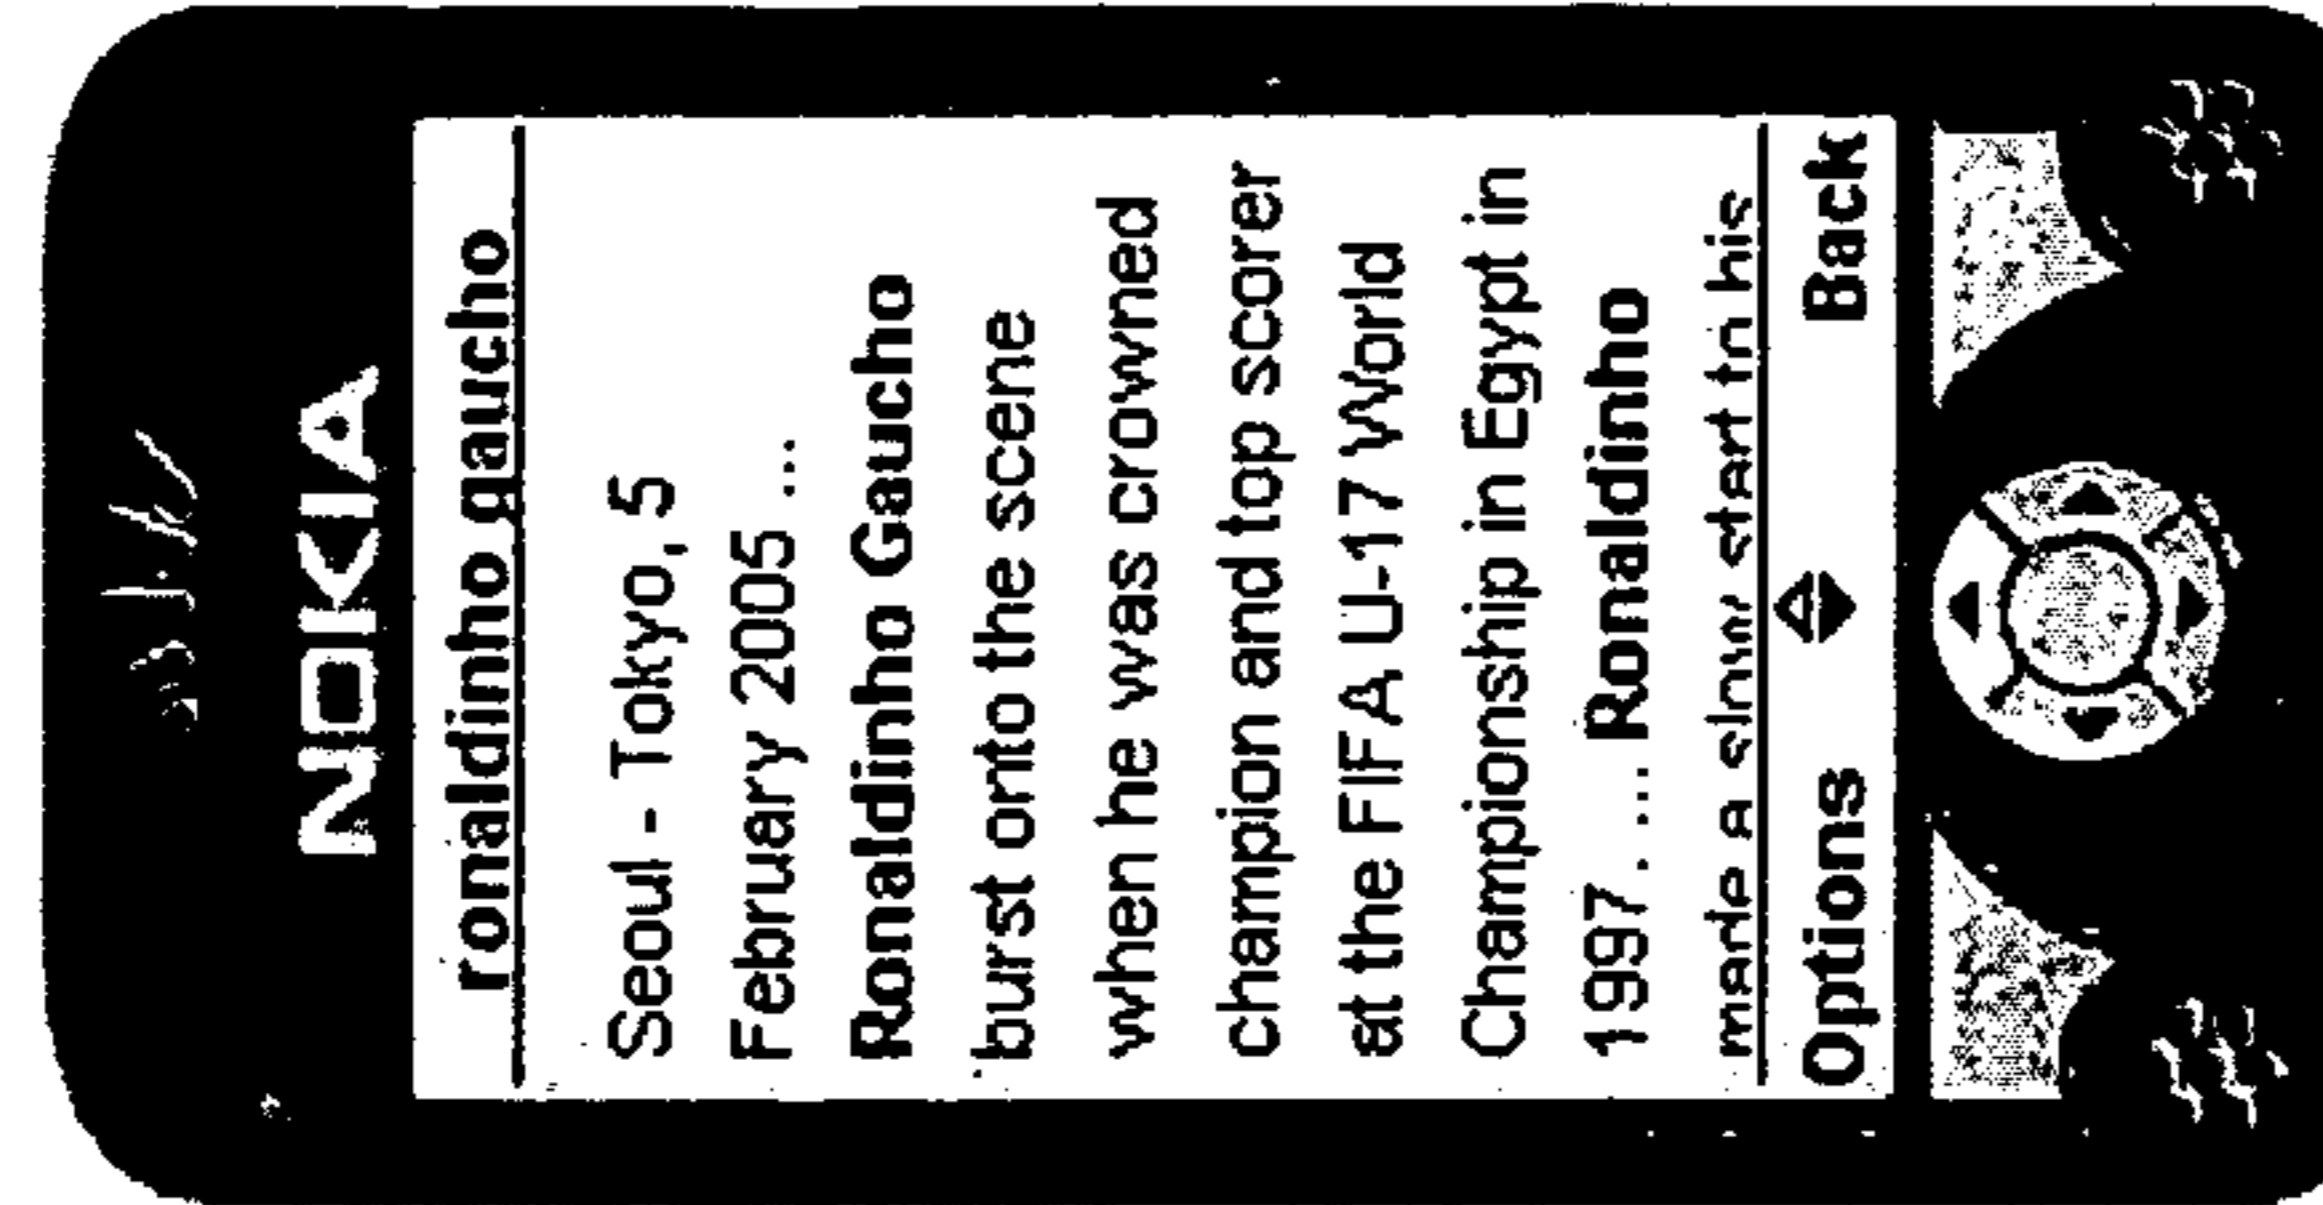 NOKIA
ronaldinho gaucho
Seoul - Tokyo, 5
February 2005 ...
Ronaldinho Gaucho
burst onto the scene
when he was crowned
champion and top scorer
at the FIFA U-17 World
Championship in Egypt in
1997. ... Ronaldinho
made a slow start to his
Options Back